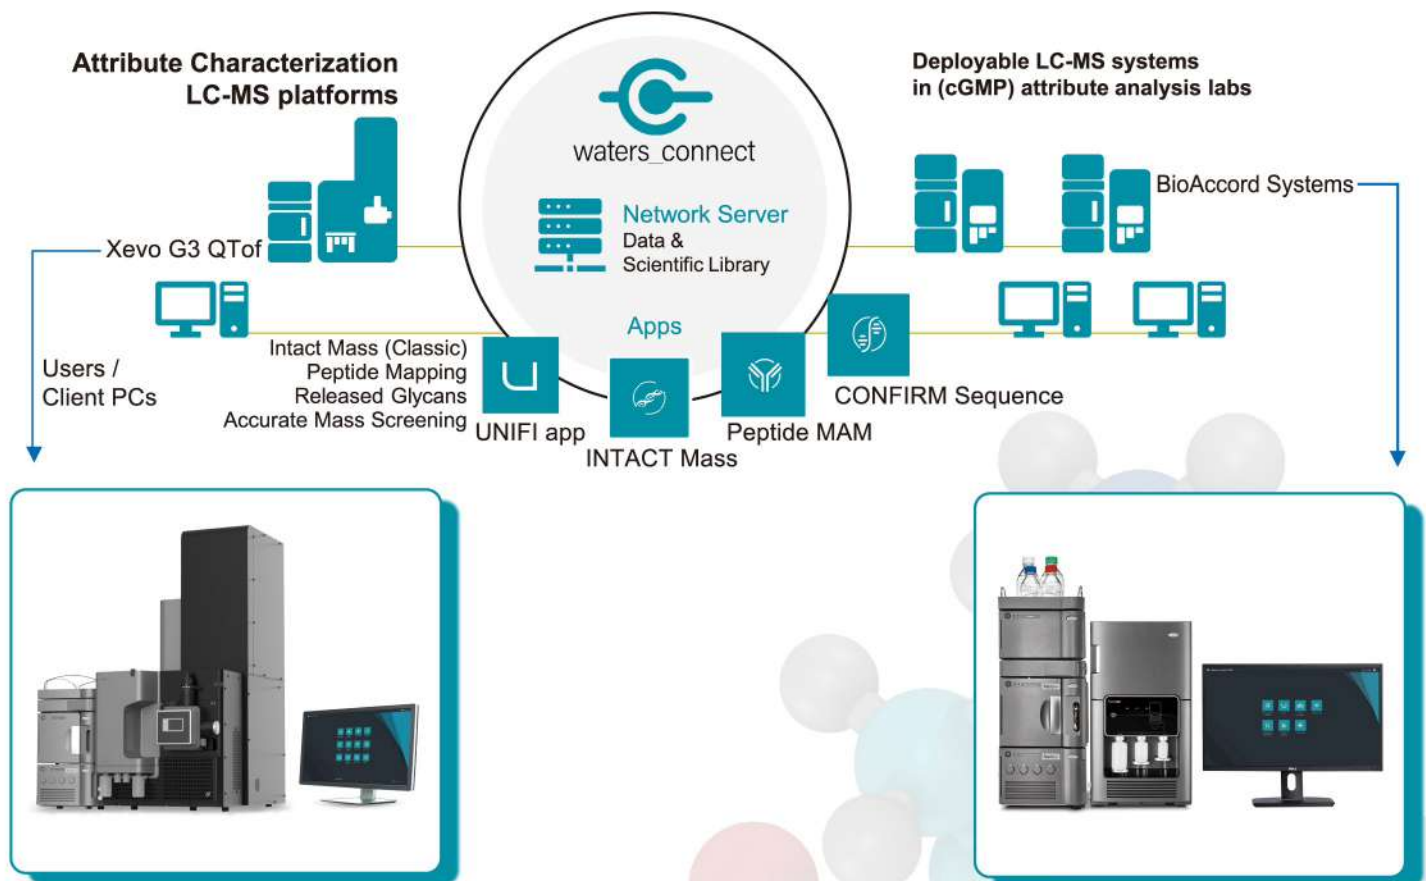 Attribute Characterization
LC-MS platforms
waters_connect
Network Server
Data &
Scientific Library
Apps
Deployable LC-MS systems
in (cGMP) attribute analysis labs
BioAccord Systems
Xevo G3 QTof
Users /
Client PCs
Intact Mass (Classic)
Peptide Mapping
Released Glycans
Accurate Mass Screening
UNIFI app
INTACT Mass
Peptide MAM
CONFIRM Sequence